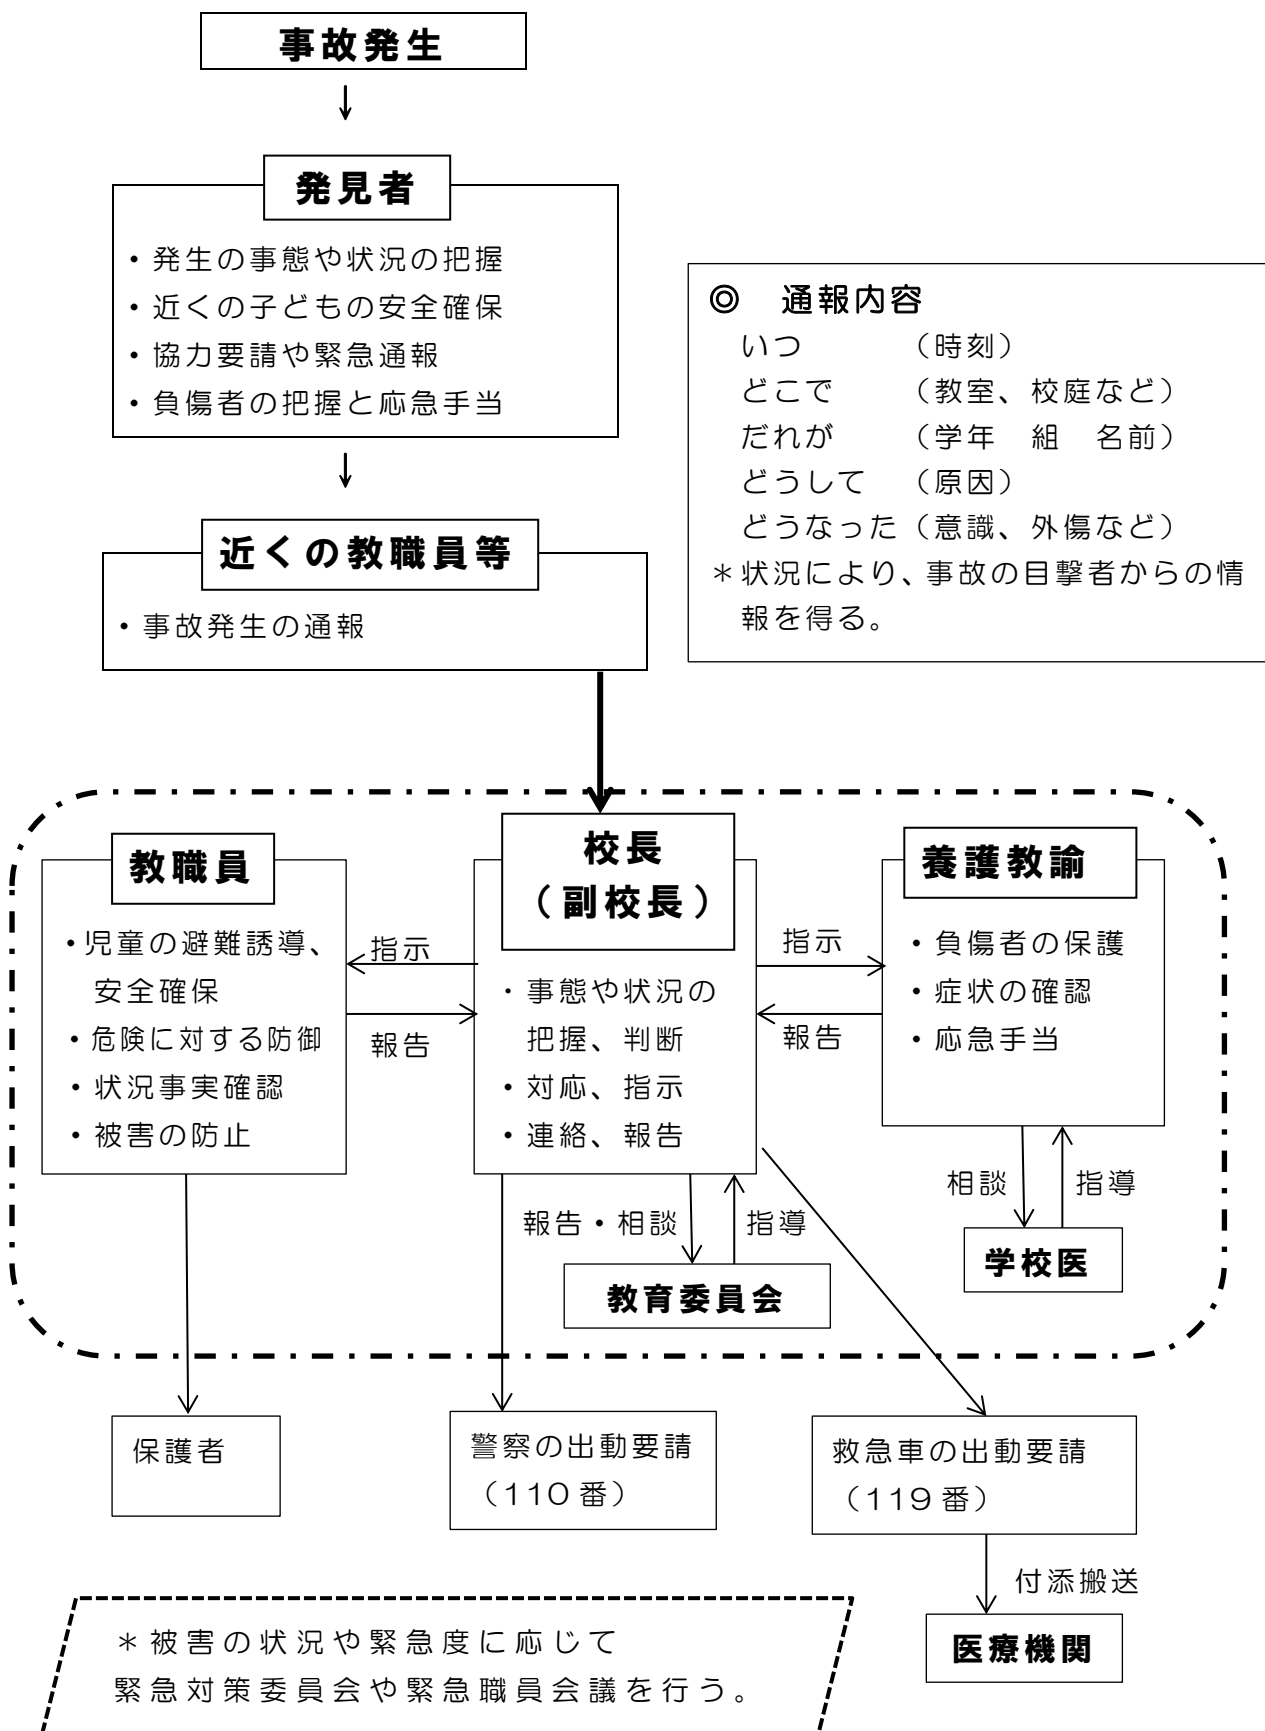 事故発生
発見者
・発生の事態や状況の把握
・近くの子どもの安全確保
・協力要請や緊急通報
・負傷者の把握と応急手当
◎　通報内容
いつ　　　（時刻）
どこで　　（教室、校庭など）
だれが　　（学年　組　名前）
どうして　（原因）
どうなった（意識、外傷など）
＊状況により、事故の目撃者からの情
報を得る。
近くの教職員等
・事故発生の通報
教職員
・児童の避難誘導、
安全確保
・危険に対する防御
・状況事実確認
・被害の防止
指示
報告
校長
（副校長）
・事態や状況の
把握、判断
・対応、指示
・連絡、報告
指示
報告
養護教諭
・負傷者の保護
・症状の確認
・応急手当
相談
指導
学校医
報告・相談
指導
教育委員会
保護者
警察の出動要請
（110番）
救急車の出動要請
（119番）
付添搬送
医療機関
＊被害の状況や緊急度に応じて
緊急対策委員会や緊急職員会議を行う。